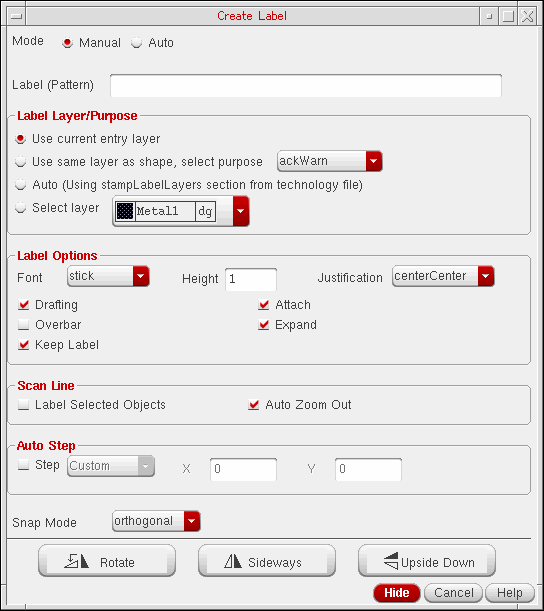 Create Label
Mode Manual Auto
Label (Pattern)
Label Layer/Purpose
Use current entry layer
Use same layer as shape, select purpose ackWarn
Auto (Using stampLabelLayers section from technology file)
Select layer Metal1 dg
Label Options
Font stick Height 1 Justification centerCenter
Drafting Attach
Overbar Expand
Keep Label
Scan Line
Label Selected Objects Auto Zoom Out
Auto Step
Step Custom X 0 Y 0
Snap Mode orthogonal
Rotate Sideways Upside Down
Hide Cancel Help